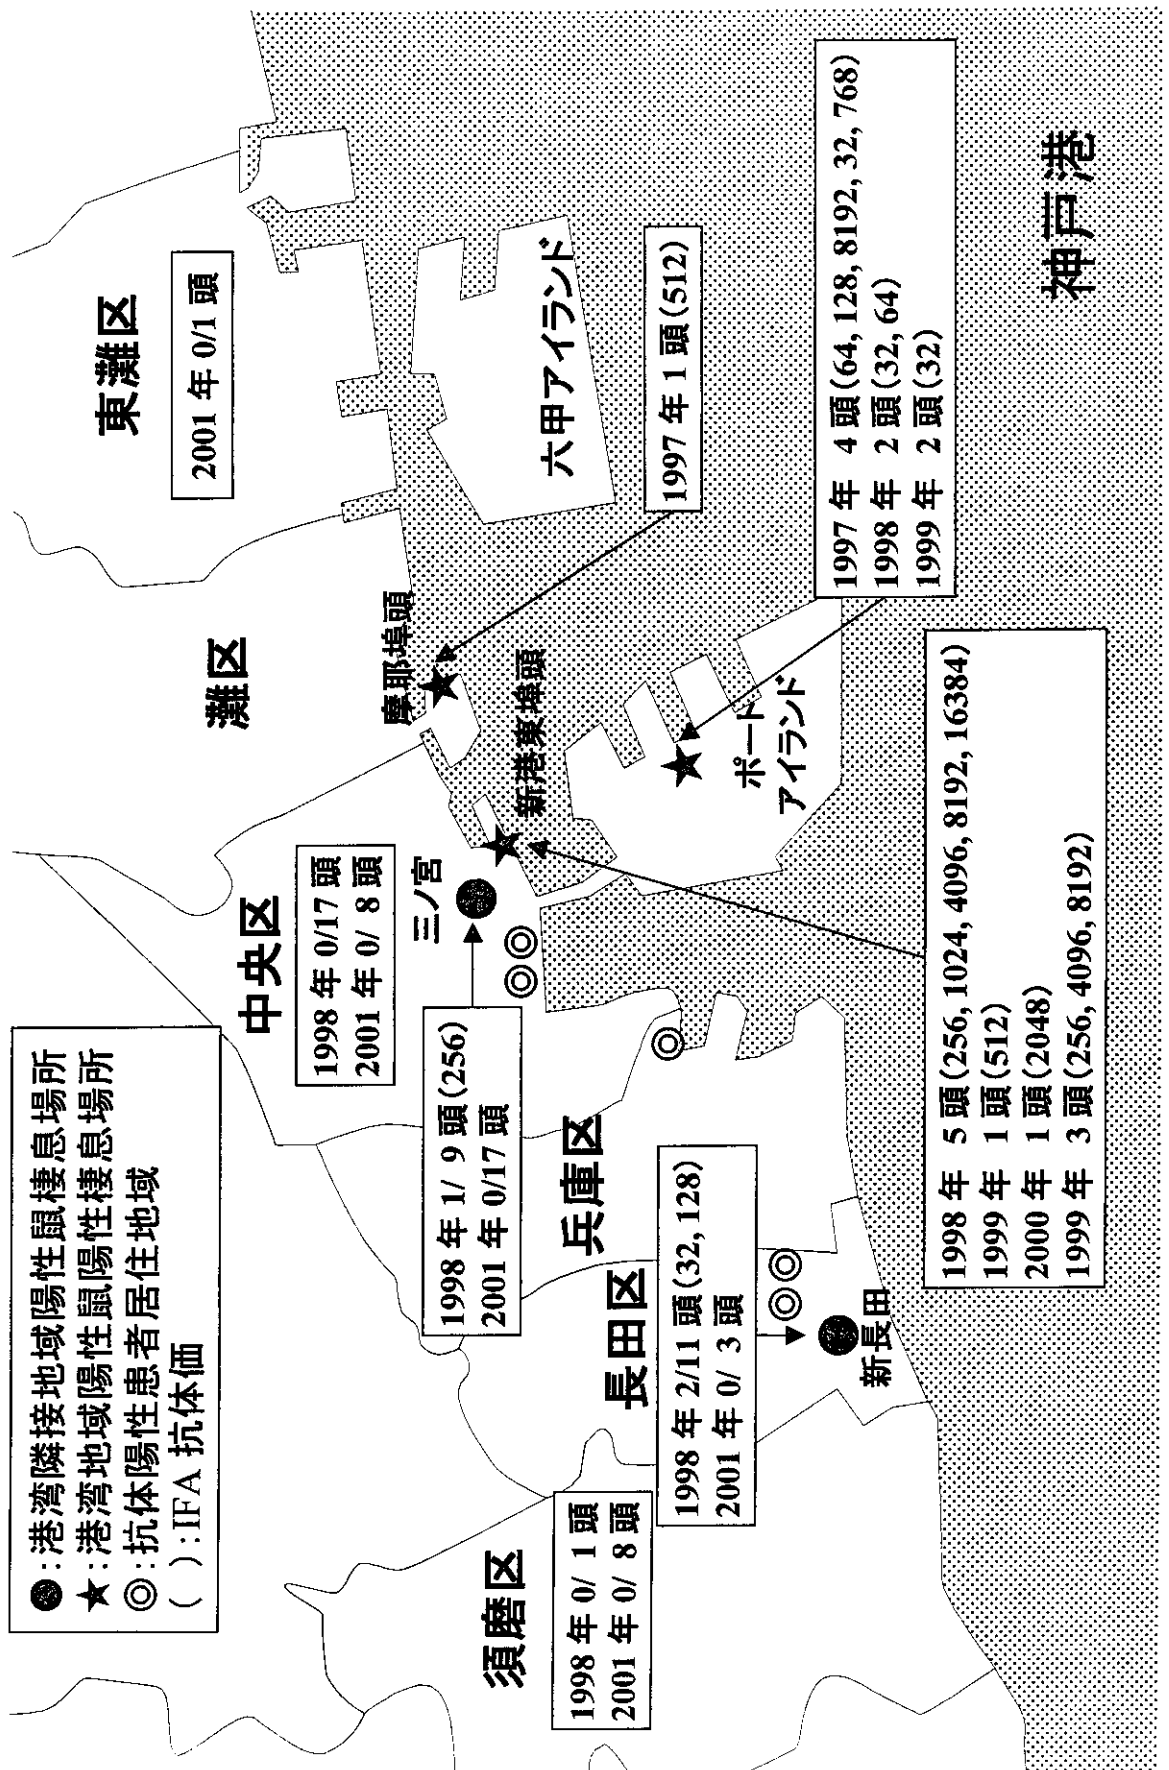 ●:港湾隣接地域陽性鼠棲息場所
★:港湾地域陽性鼠陽性棲息場所
◎:抗体陽性患者居住地域
( ):IFA 抗体価
須磨区
1998 年 0/ 1 頭
2001 年 0/ 8 頭
長田区
1998 年 2/11 頭(32, 128)
2001 年 0/ 3 頭
新長田
兵庫区
1998 年 1/ 9 頭(256)
2001 年 0/17 頭
中央区
1998 年 0/17 頭
2001 年 0/ 8 頭
三ノ宮
灘区
摩耶埠頭
新港東埠頭
東灘区
2001 年 0/1 頭
六甲アイランド
1997 年 1 頭(512)
ポート
アイランド
1997 年 4 頭(64, 128, 8192, 32, 768)
1998 年 2 頭(32, 64)
1999 年 2 頭(32)
1998 年 5 頭(256, 1024, 4096, 8192, 16384)
1999 年 1 頭(512)
2000 年 1 頭(2048)
1999 年 3 頭(256, 4096, 8192)
神戸港